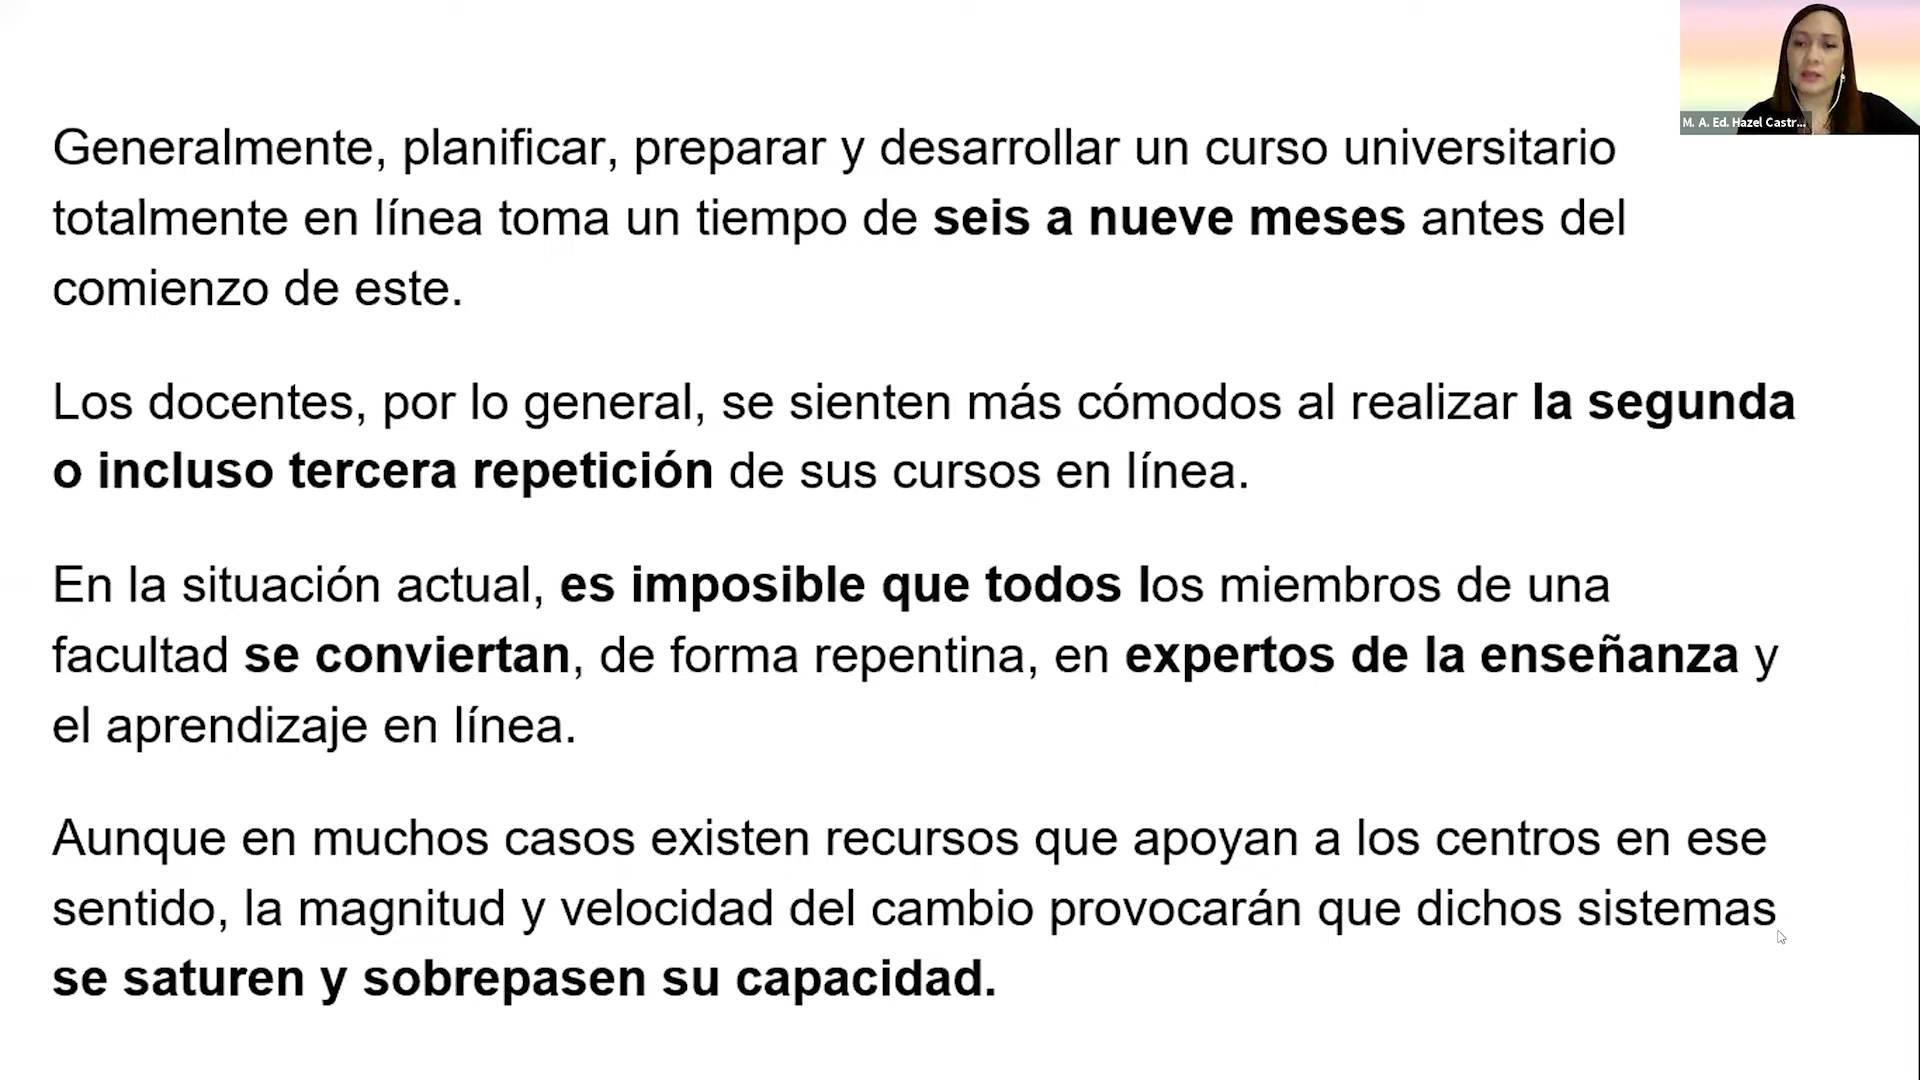 M. A. Ed. Hazel Castr...
Generalmente, planificar, preparar y desarrollar un curso universitario
totalmente en línea toma un tiempo de seis a nueve meses antes del
comienzo de este.
Los docentes, por lo general, se sienten más cómodos al realizar la segunda
o incluso tercera repetición de sus cursos en línea.
En la situación actual, es imposible que todos los miembros de una
facultad se conviertan, de forma repentina, en expertos de la enseñanza y
el aprendizaje en línea.
Aunque en muchos casos existen recursos que apoyan a los centros en ese
sentido, la magnitud y velocidad del cambio provocarán que dichos sistemas
se saturen y sobrepasen su capacidad.